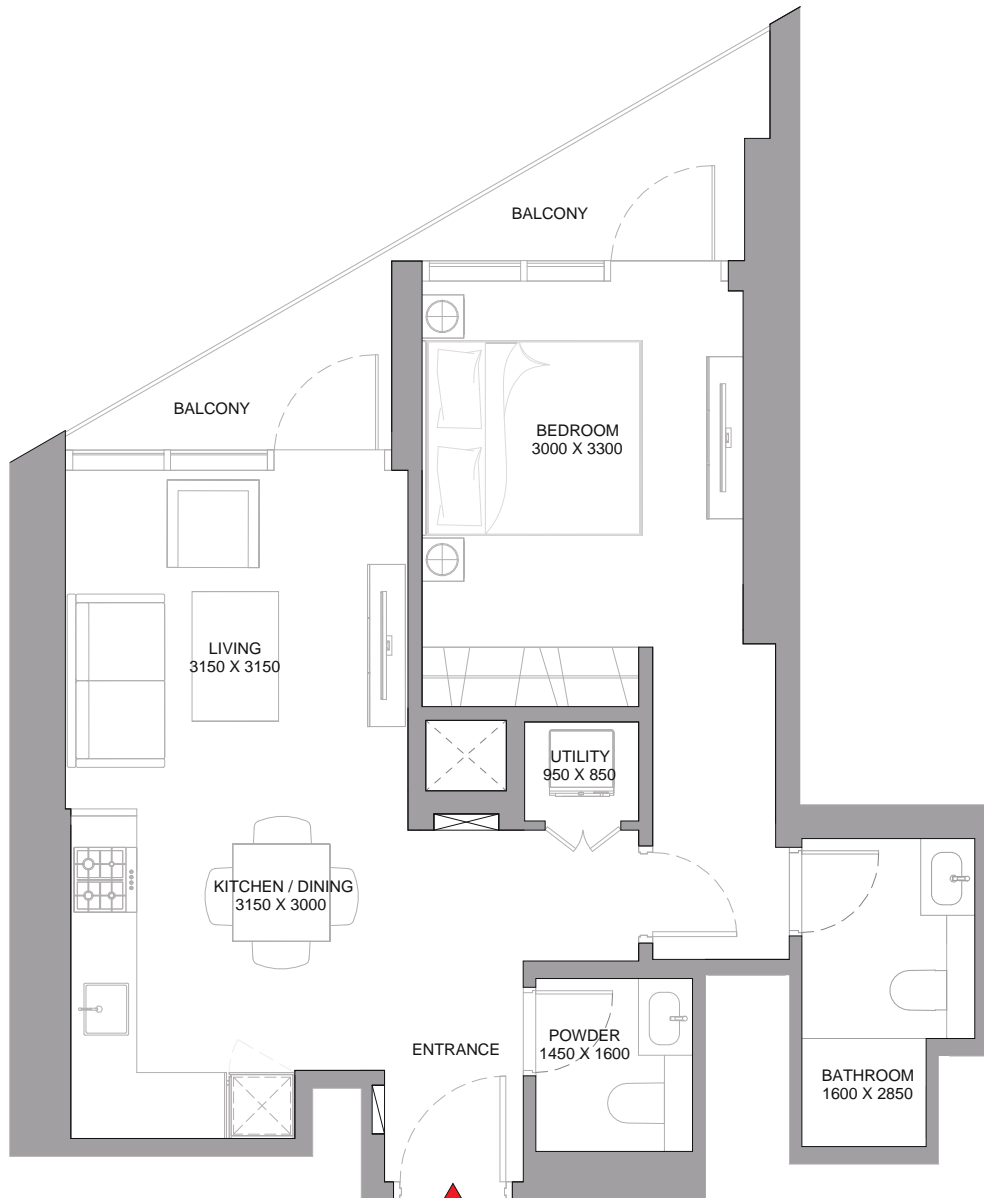 BALCONY
BALCONY
BEDROOM
3000 X 3300
LIVING
3150 X 3150
UTILITY
950 X 850
KITCHEN / DINING
3150 X 3000
ENTRANCE
POWDER
1450 X 1600
BATHROOM
1600 X 2850